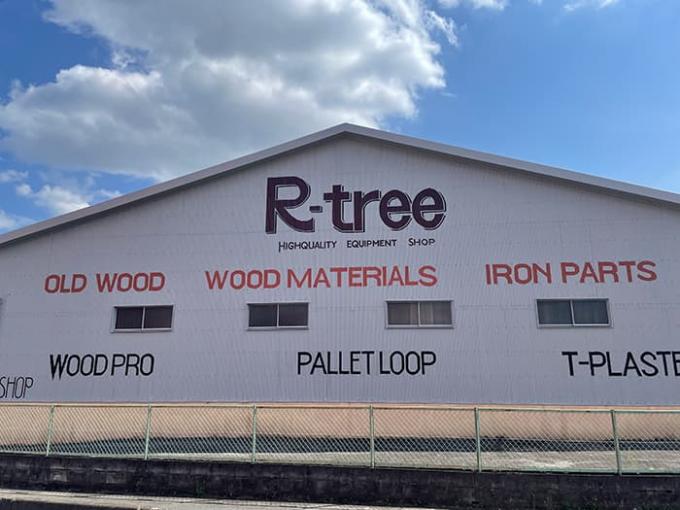 R-tree
HIGHQUALITY EQUIPMENT SHOP
OLD WOOD WOOD MATERIALS IRON PARTS
WOOD PRO PALLET LOOP T-PLASTE
SHOP